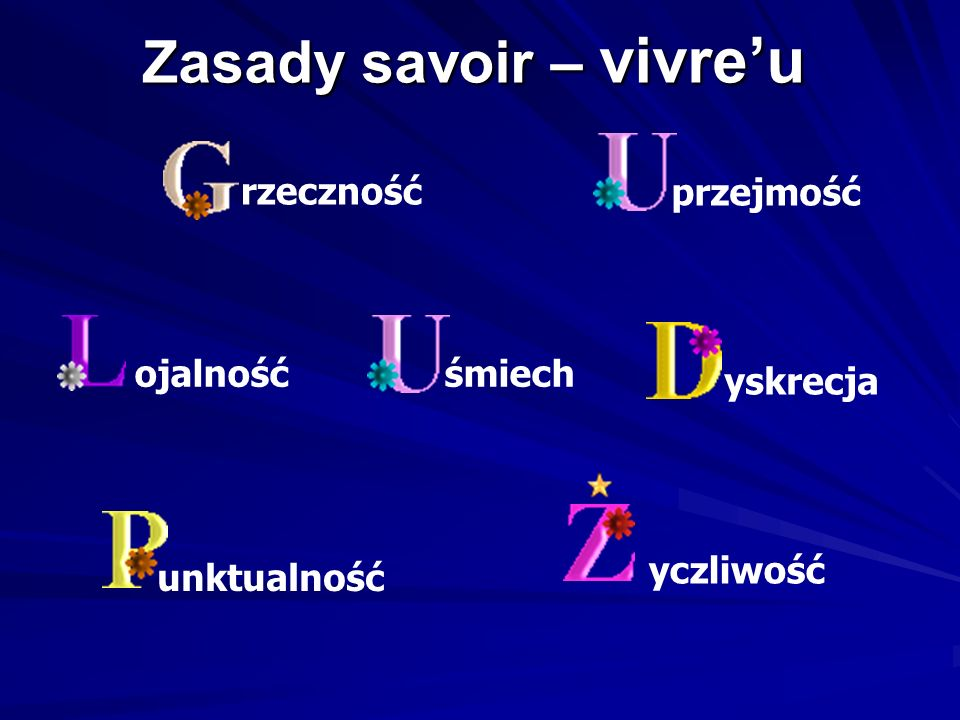 Zasady savoir – vivre’u
Grzeczność
Uprzejmość
Lojalność
Uśmiech
Dyskrecja
Punktualność
Życzliwość